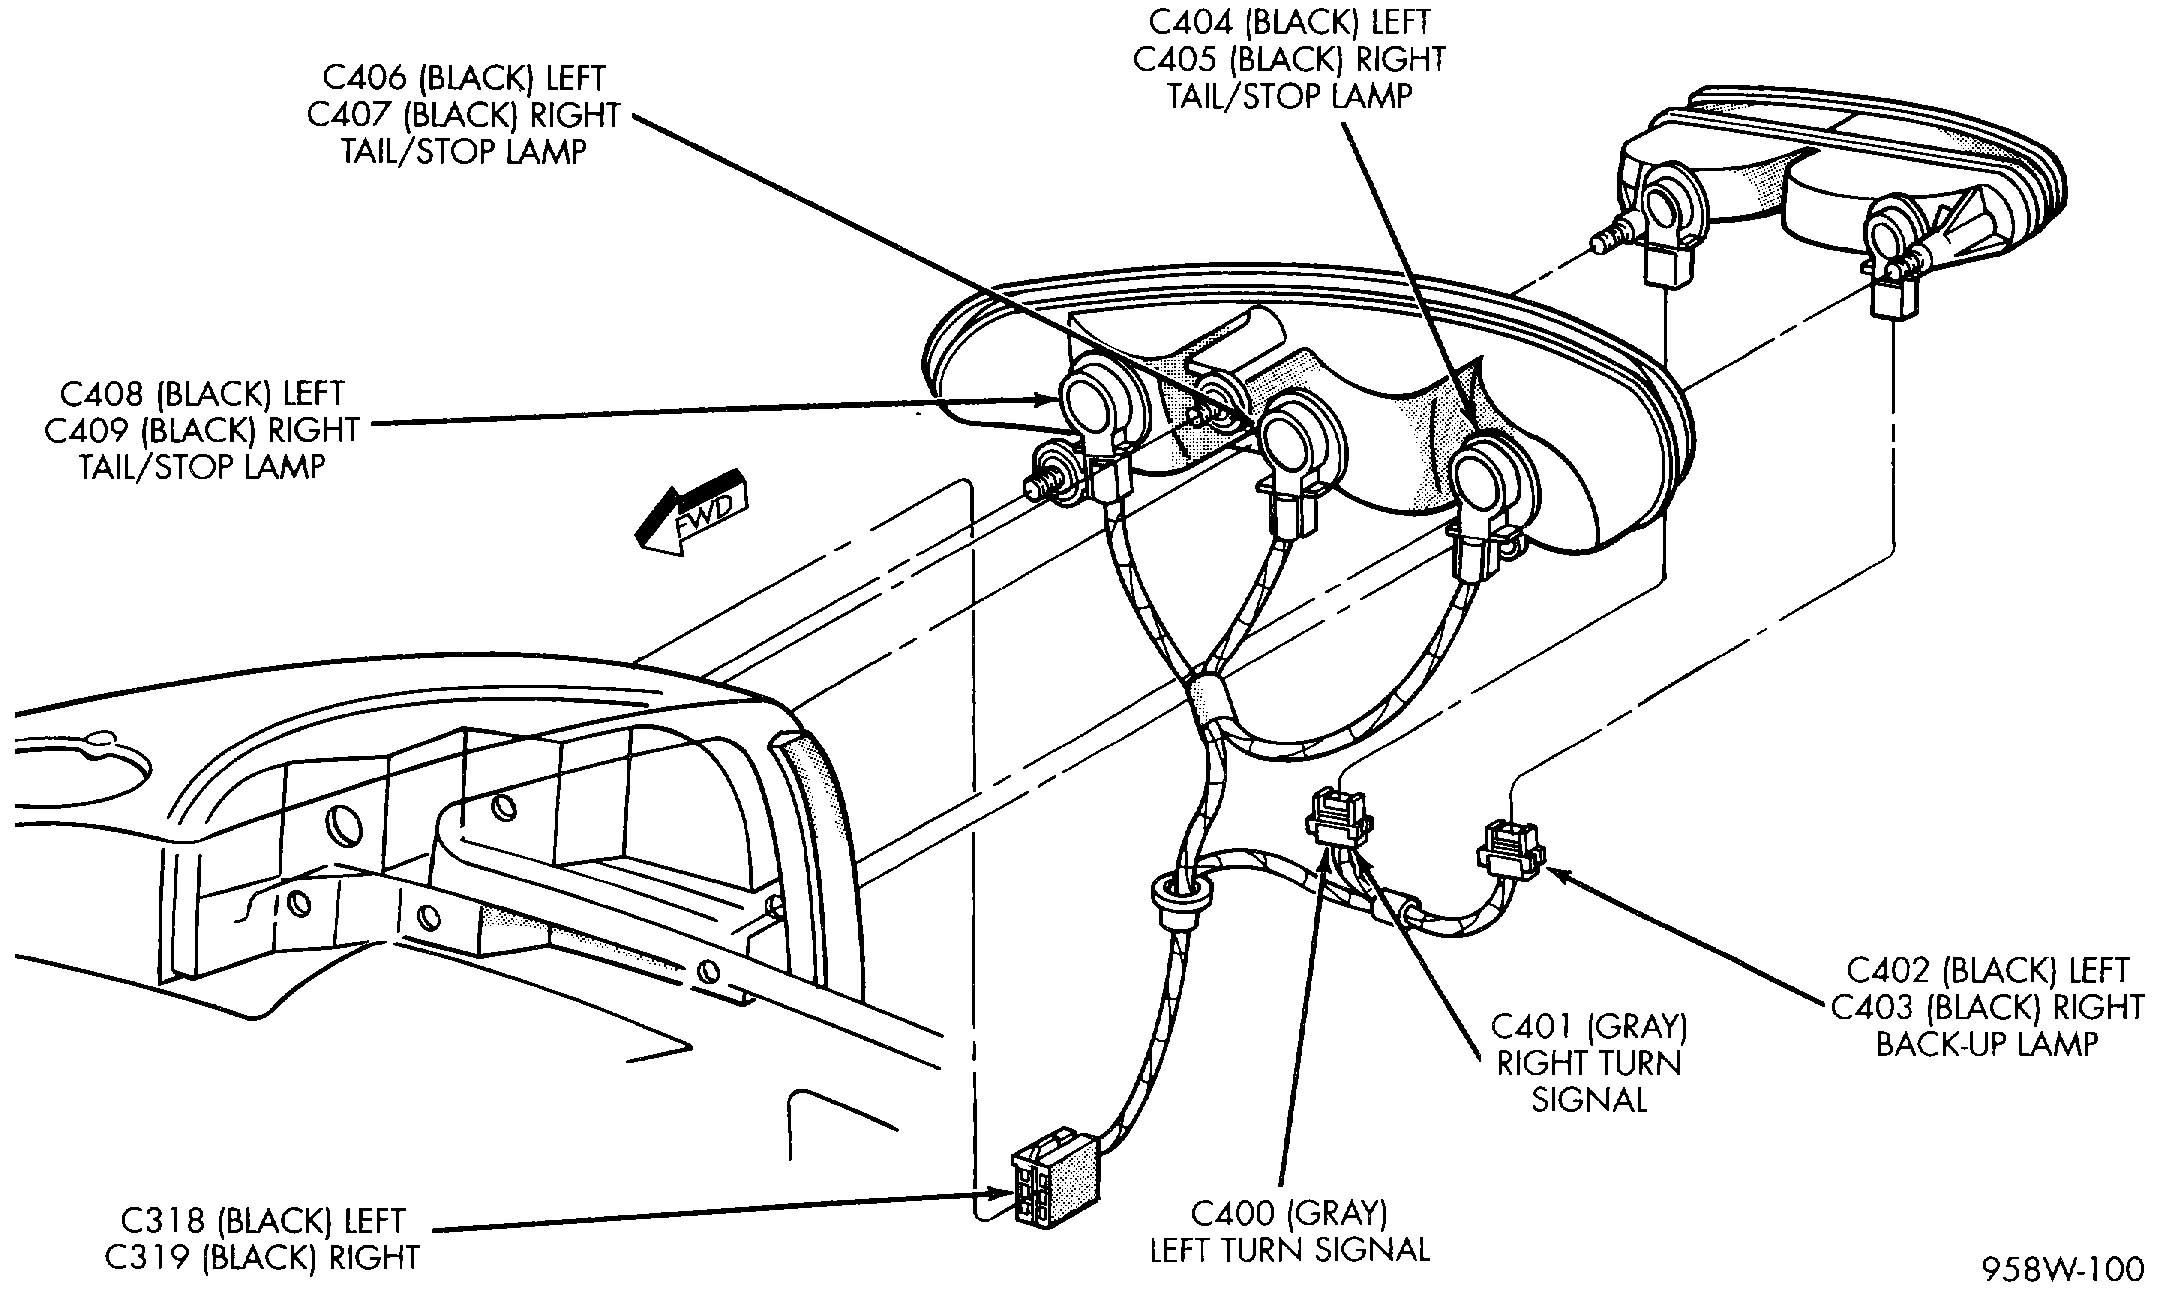 C404 (BLACK) LEFT
C405 (BLACK) RIGHT
TAIL/STOP LAMP
C406 (BLACK) LEFT
C407 (BLACK) RIGHT
TAIL/STOP LAMP
C408 (BLACK) LEFT
C409 (BLACK) RIGHT
TAIL/STOP LAMP
FWD
C402 (BLACK) LEFT
C403 (BLACK) RIGHT
BACK-UP LAMP
C401 (GRAY)
RIGHT TURN
SIGNAL
C400 (GRAY)
LEFT TURN SIGNAL
C318 (BLACK) LEFT
C319 (BLACK) RIGHT
958W-100